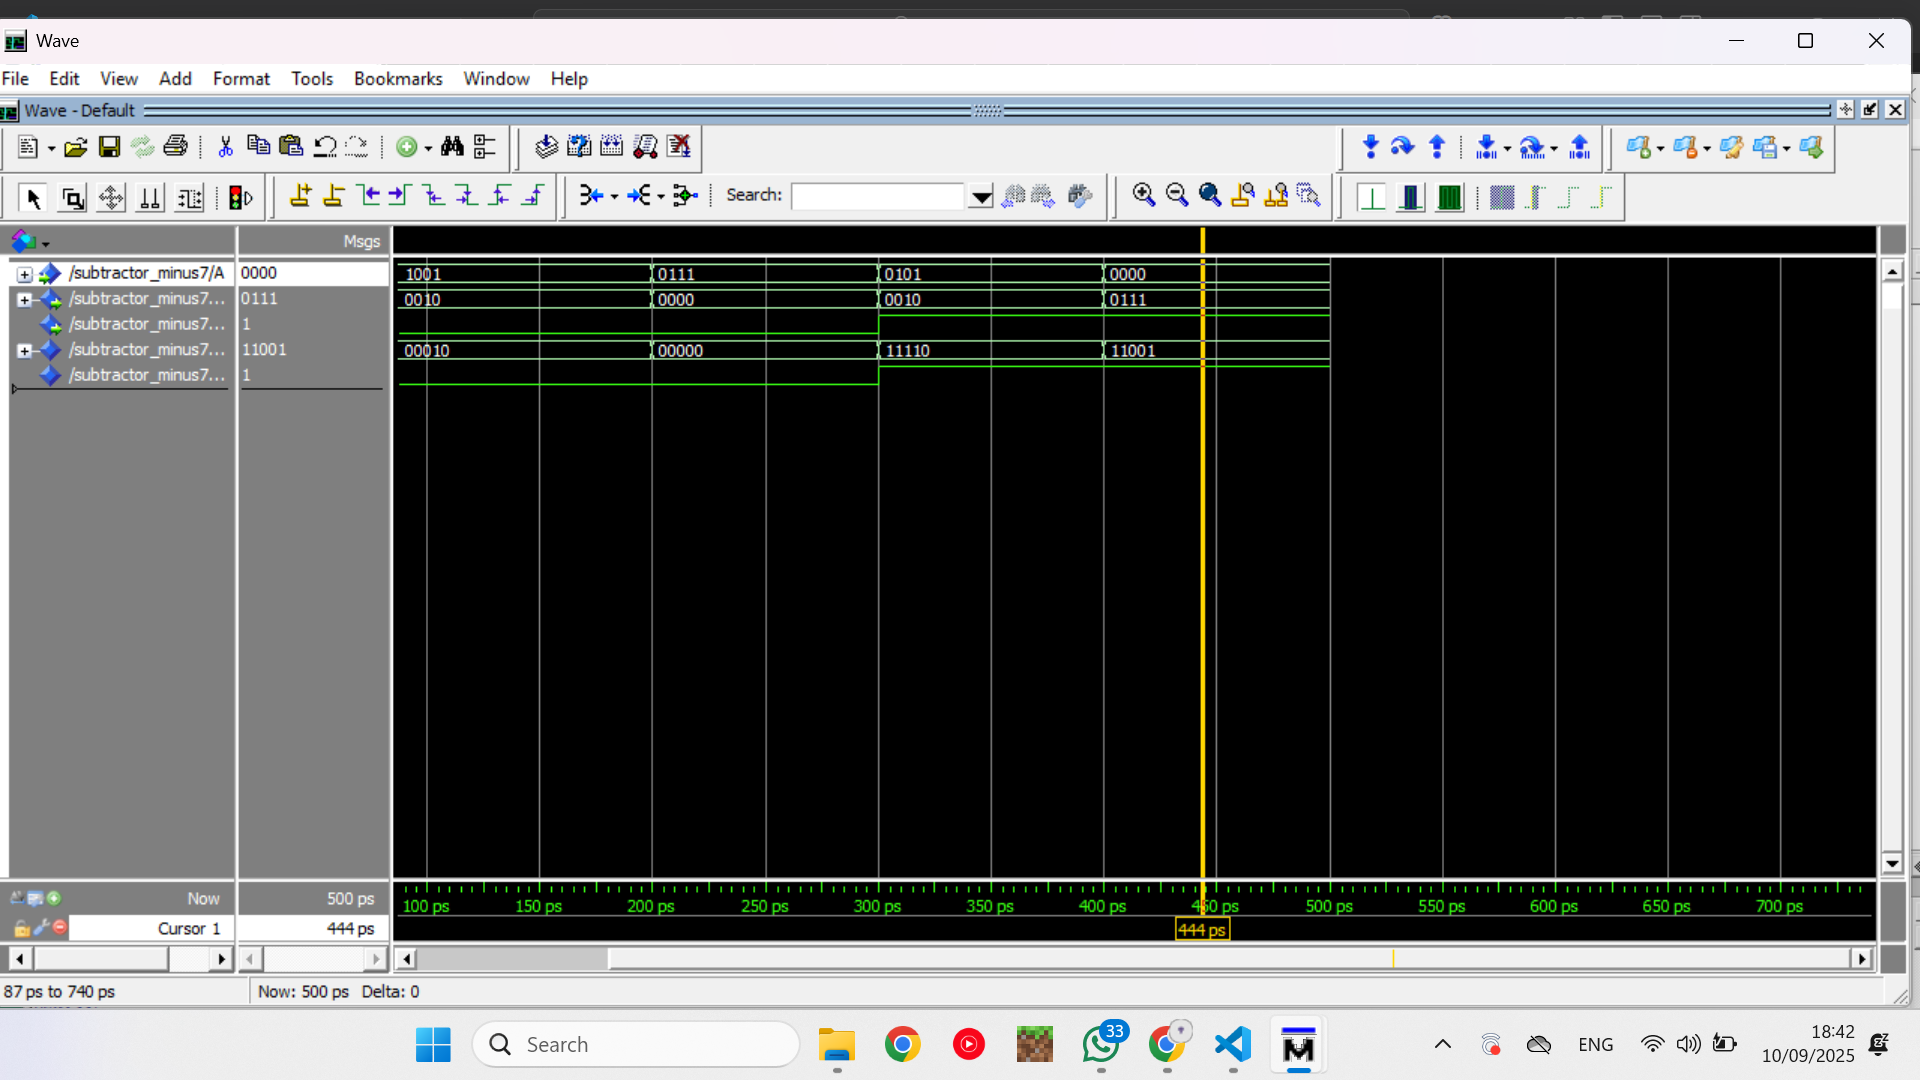 Wave
File Edit View Add Format Tools Bookmarks Window Help
Wave - Default
Search:
Msgs
/subtractor_minus7/A 0000 1001 0111 0101 0000
/subtractor_minus7... 0111 0010 0000 0010 0111
/subtractor_minus7... 1
/subtractor_minus7... 11001 00010 00000 11110 11001
/subtractor_minus7... 1
Now 500 ps
100 ps 150 ps 200 ps 250 ps 300 ps 350 ps 400 ps 450 ps 500 ps 550 ps 600 ps 650 ps 700 ps
Cursor 1 444 ps 444 ps
87 ps to 740 ps Now: 500 ps Delta: 0
Search 33 ENG 18:42
10/09/2025